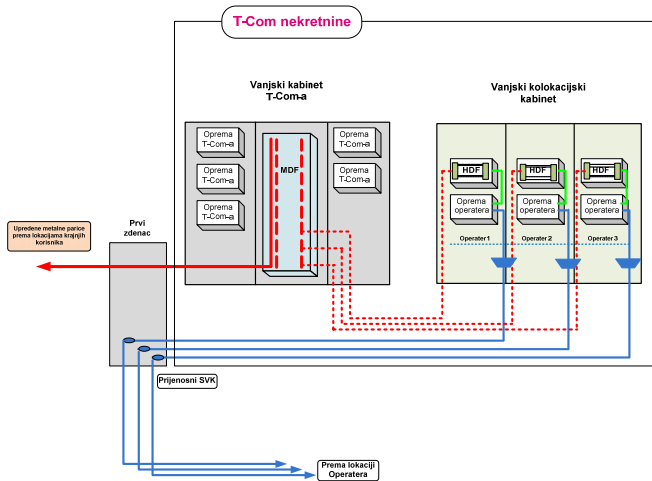 T-Com nekretnine
Vanjski kabinet
T-Com-a
Vanjski kolokacijski
kabinet
Oprema
T-Com-a
Oprema
T-Com-a
Oprema
T-Com-a
MDF
Oprema
T-Com-a
Oprema
T-Com-a
HDF
HDF
HDF
Oprema
operatera
Oprema
operatera
Oprema
operatera
Operater 1
Operater 2
Operater 3
Upredene metalne parice
prema lokacijama krajnjih
korisnika
Prvi
zdenac
Prijenosni SVK
Prema lokaciji
Operatera